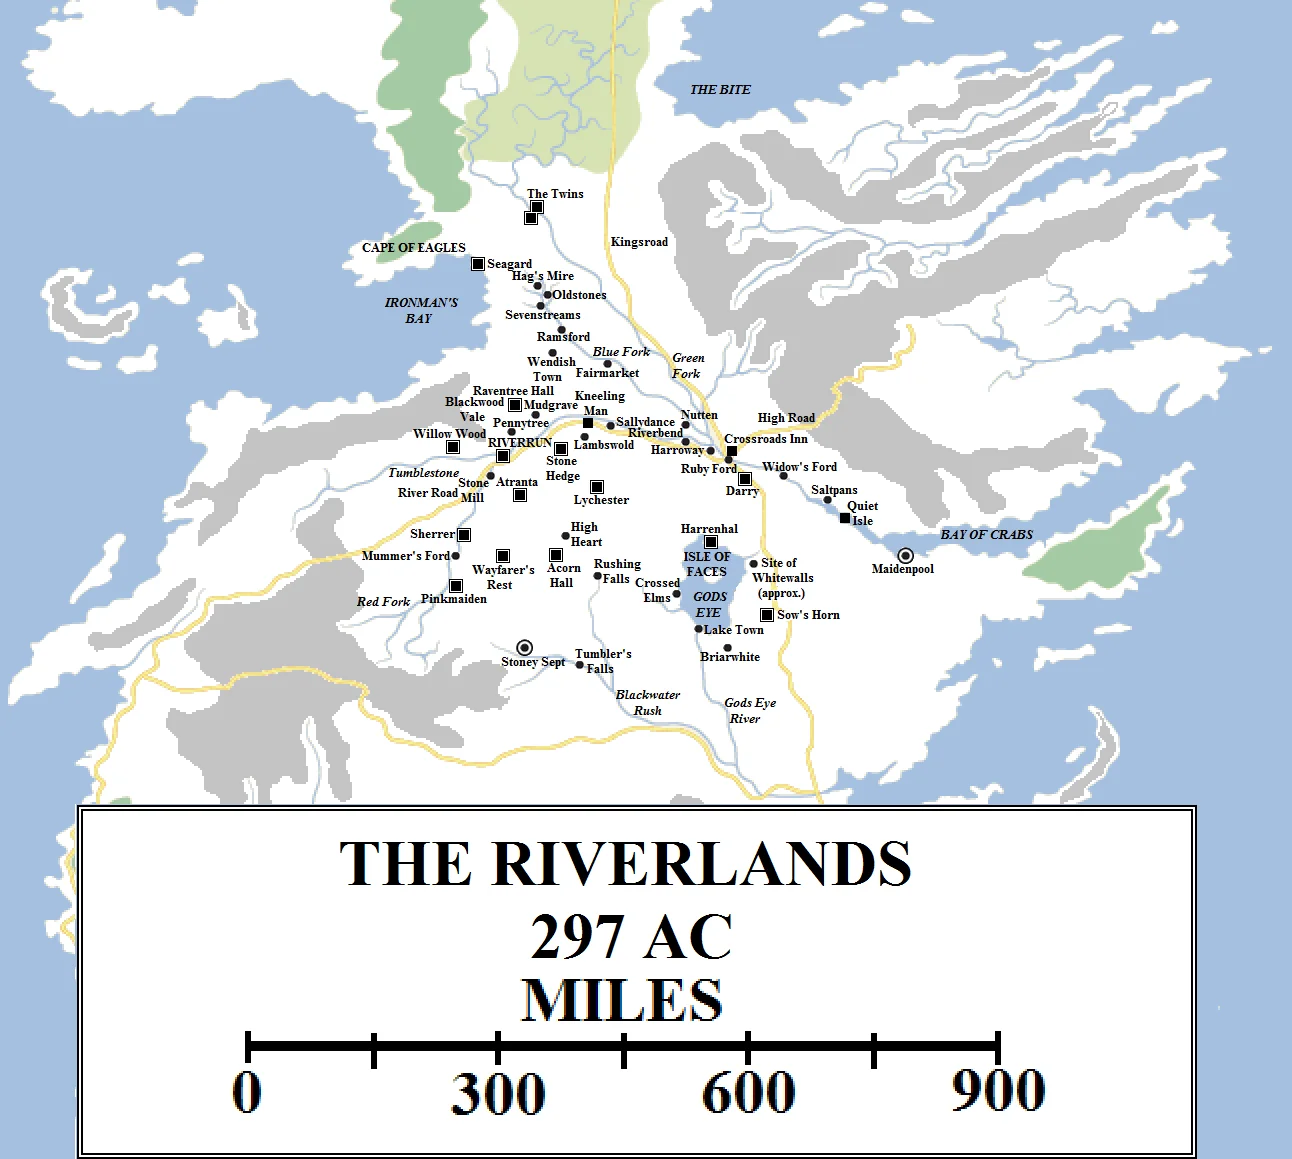 THE BITE
The Twins
Kingsroad
CAPE OF EAGLES
Seagard
Hag's Mire
Oldstones
IRONMAN'S
BAY
Sevenstreams
Ramsford
Blue Fork
Green
Fork
Wendish
Town
Fairmarket
Raventree Hall
Blackwood
Vale
Mudgrave
Kneeling
Man
Pennytree
Sallydance
Nutten
High Road
Willow Wood
RIVERRUN
Lambswold
Riverbend
Harroway
Crossroads Inn
Stone
Hedge
Tumblestone
River Road
Stone
Mill
Atranta
Ruby Ford
Widow's Ford
Darry
Lychester
Saltpans
Quiet
Isle
Sherrer
High
Heart
Harrenhal
BAY OF CRABS
Mummer's Ford
Wayfarer's
Rest
Acorn
Hall
Rushing
Falls
ISLE OF
FACES
Site of
Whitewalls
(approx.)
Maidenpool
Crossed
Elms
GODS
EYE
Pinkmaiden
Red Fork
Sow's Horn
Lake Town
Briarwhite
Stoney Sept
Tumbler's
Falls
Blackwater
Rush
Gods Eye
River
THE RIVERLANDS
297 AC
MILES
0 300 600 900